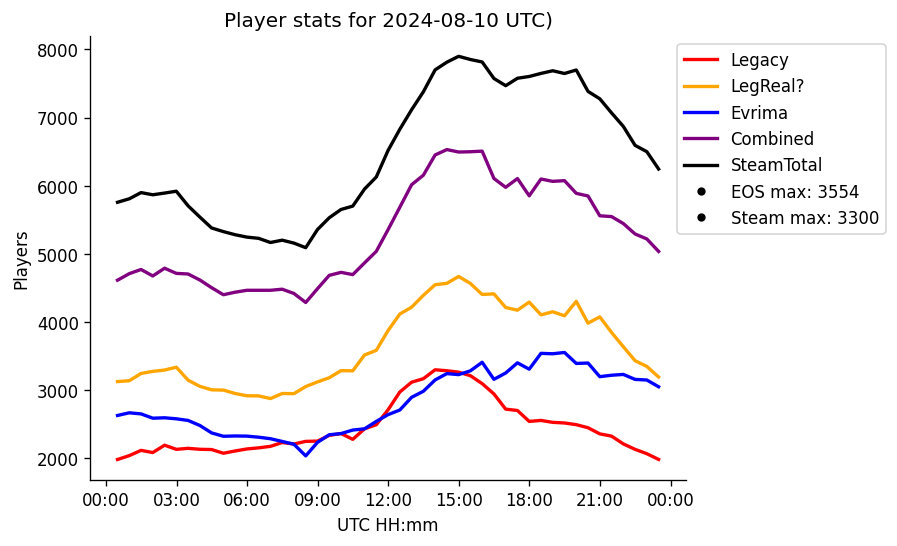 Player stats for 2024-08-10 UTC)
8000
7000
6000
5000
4000
3000
2000
Players
00:00 03:00 06:00 09:00 12:00 15:00 18:00 21:00 00:00
UTC HH:mm
Legacy
LegReal?
Evrima
Combined
SteamTotal
EOS max: 3554
Steam max: 3300